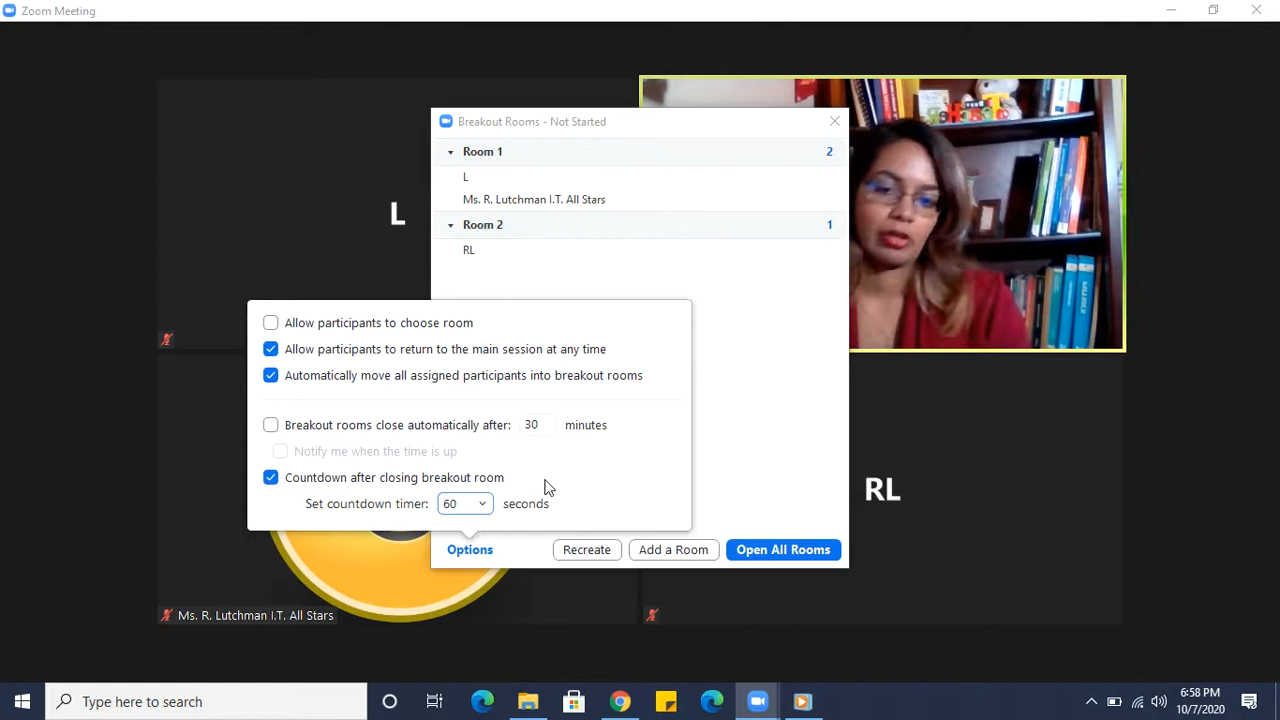 Zoom Meeting
Breakout Rooms - Not Started
Room 1 2
L
Ms. R. Lutchman I.T. All Stars
Room 2 1
RL
L
Allow participants to choose room
Allow participants to return to the main session at any time
Automatically move all assigned participants into breakout rooms
Breakout rooms close automatically after: 30 minutes
Notify me when the time is up
Countdown after closing breakout room
Set countdown timer: 60 seconds
RL
Options Recreate Add a Room Open All Rooms
Ms. R. Lutchman I.T. All Stars
Type here to search
6:58 PM
10/7/2020